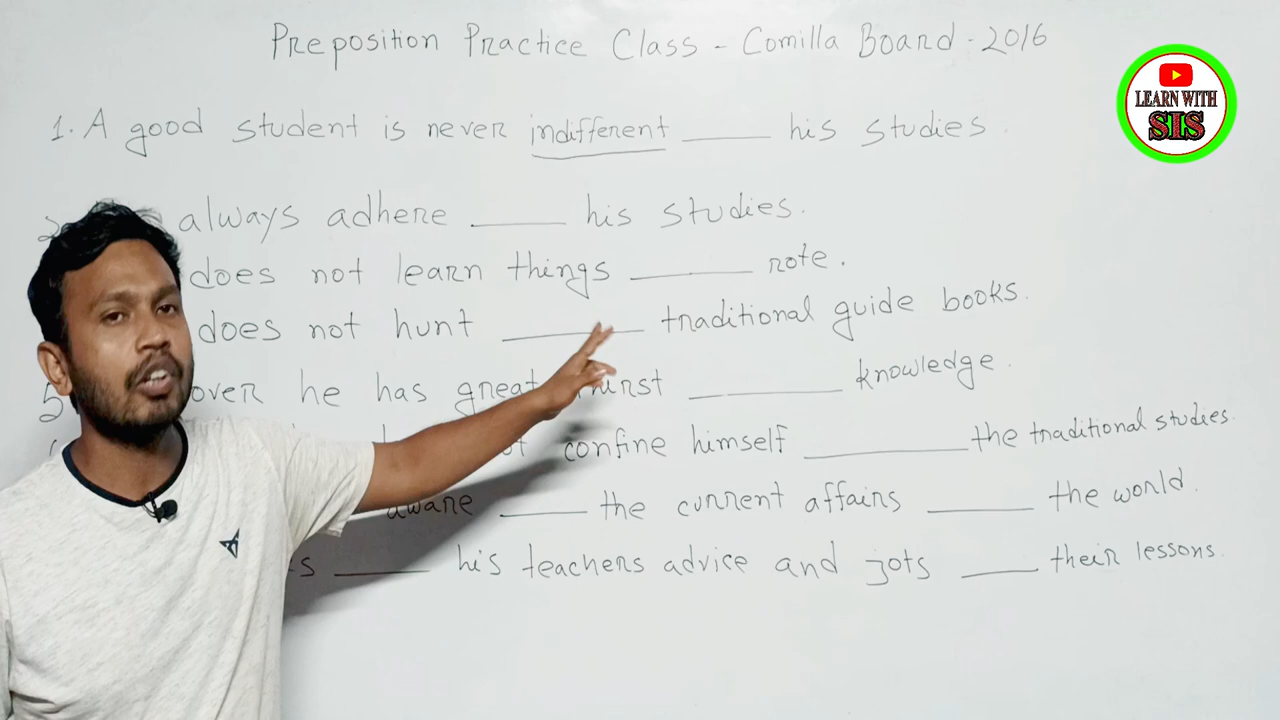 Preposition Practice Class - Comilla Board - 2016
LEARN WITH
SIS
1. A good student is never indifferent ____ his studies
2. always adhere ____ his studies.
does not learn things ____ rote.
does not hunt ____ traditional guide books.
5 over he has great thirst ____ knowledge.
confine himself ____ the traditional studies.
aware ____ the current affairs ____ the world.
____ his teachers advice and jots ____ their lessons.